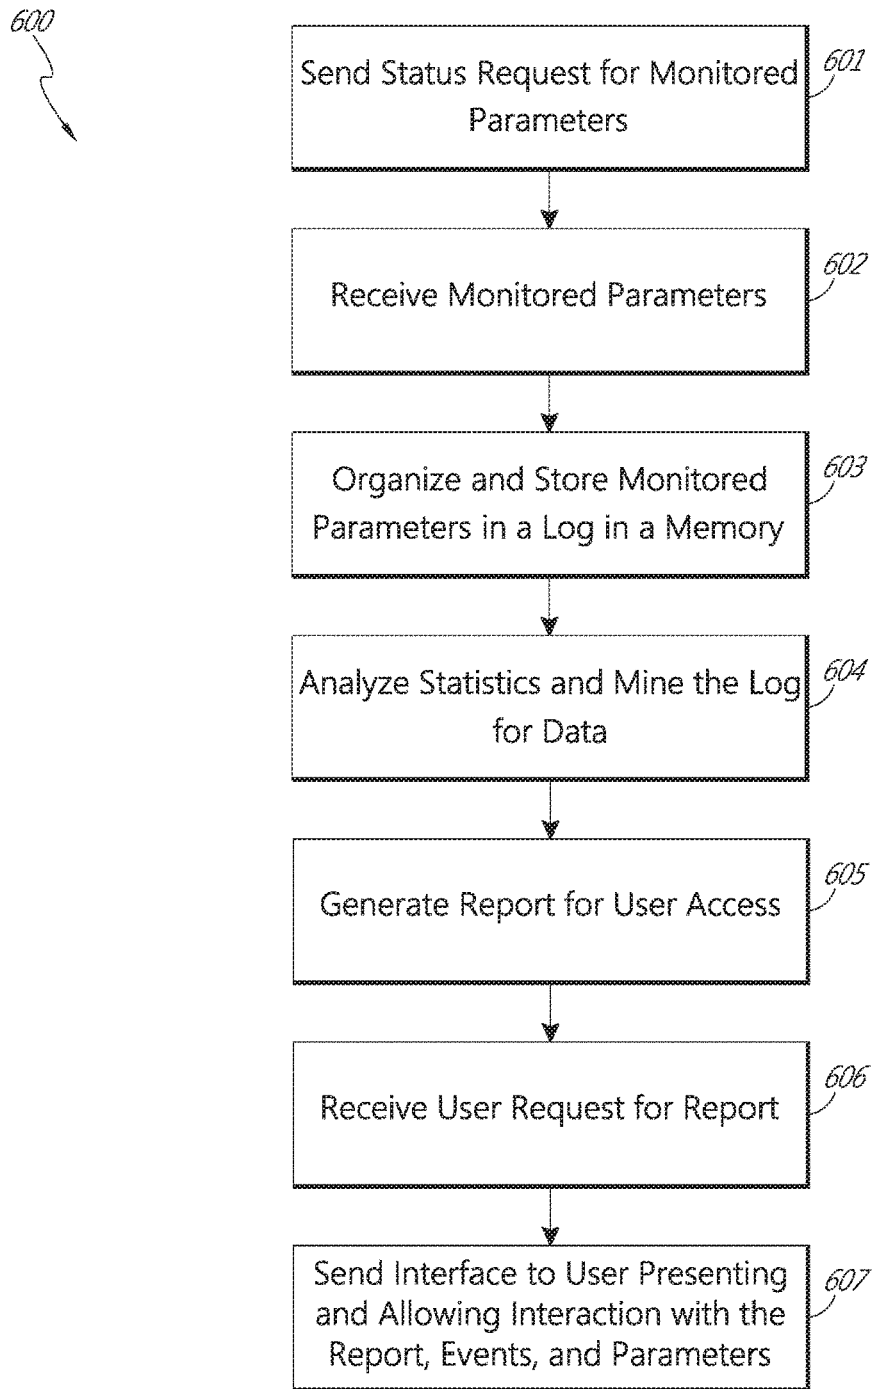 600
Send Status Request for Monitored
Parameters
601
Receive Monitored Parameters
602
Organize and Store Monitored
Parameters in a Log in a Memory
603
Analyze Statistics and Mine the Log
for Data
604
Generate Report for User Access
605
Receive User Request for Report
606
Send Interface to User Presenting
and Allowing Interaction with the
Report, Events, and Parameters
607